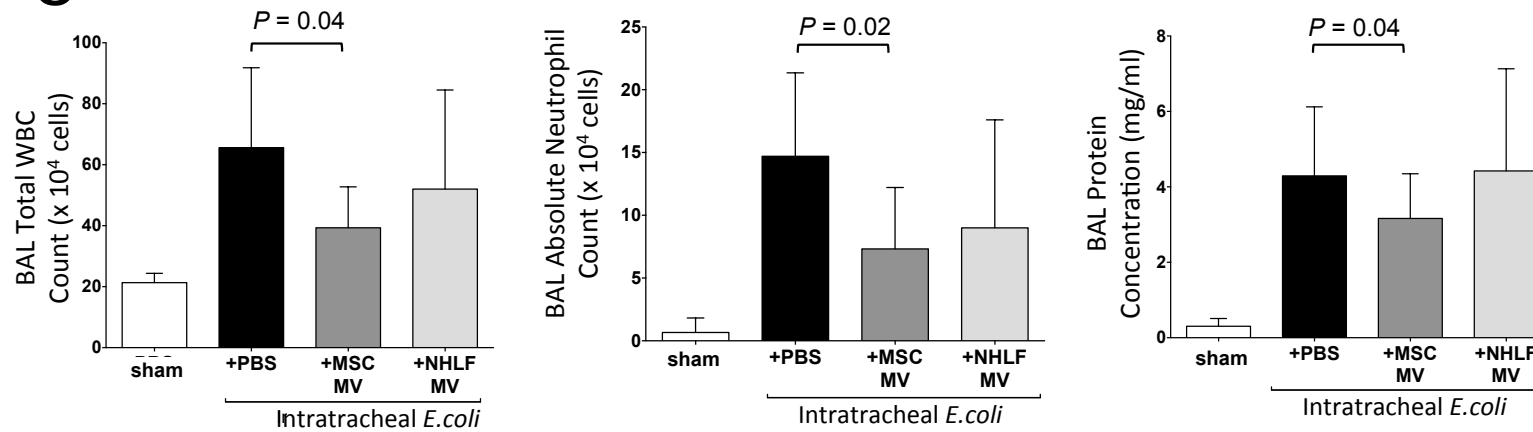 P = 0.04
BAL Total WBC
Count (x 10⁴ cells)
100
80
60
40
20
0
sham
+PBS
+MSC
MV
+NHLF
MV
Intratracheal E.coli
P = 0.02
BAL Absolute Neutrophil
Count (x 10⁴ cells)
25
20
15
10
5
0
sham
+PBS
+MSC
MV
+NHLF
MV
Intratracheal E.coli
P = 0.04
BAL Protein
Concentration (mg/ml)
8
6
4
2
0
sham
+PBS
+MSC
MV
+NHLF
MV
Intratracheal E.coli